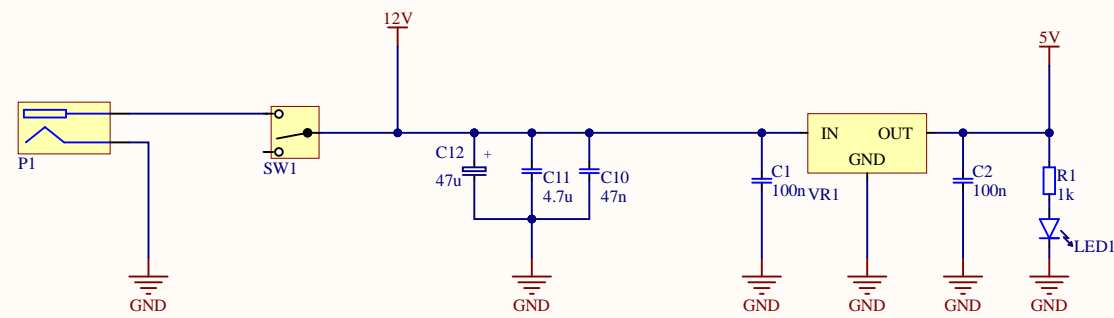 12V
5V
P1
SW1
C12
+
47u
C11
4.7u
C10
47n
C1
100n
IN
OUT
GND
VR1
C2
100n
R1
1k
LED1
GND
GND
GND
GND
GND
GND